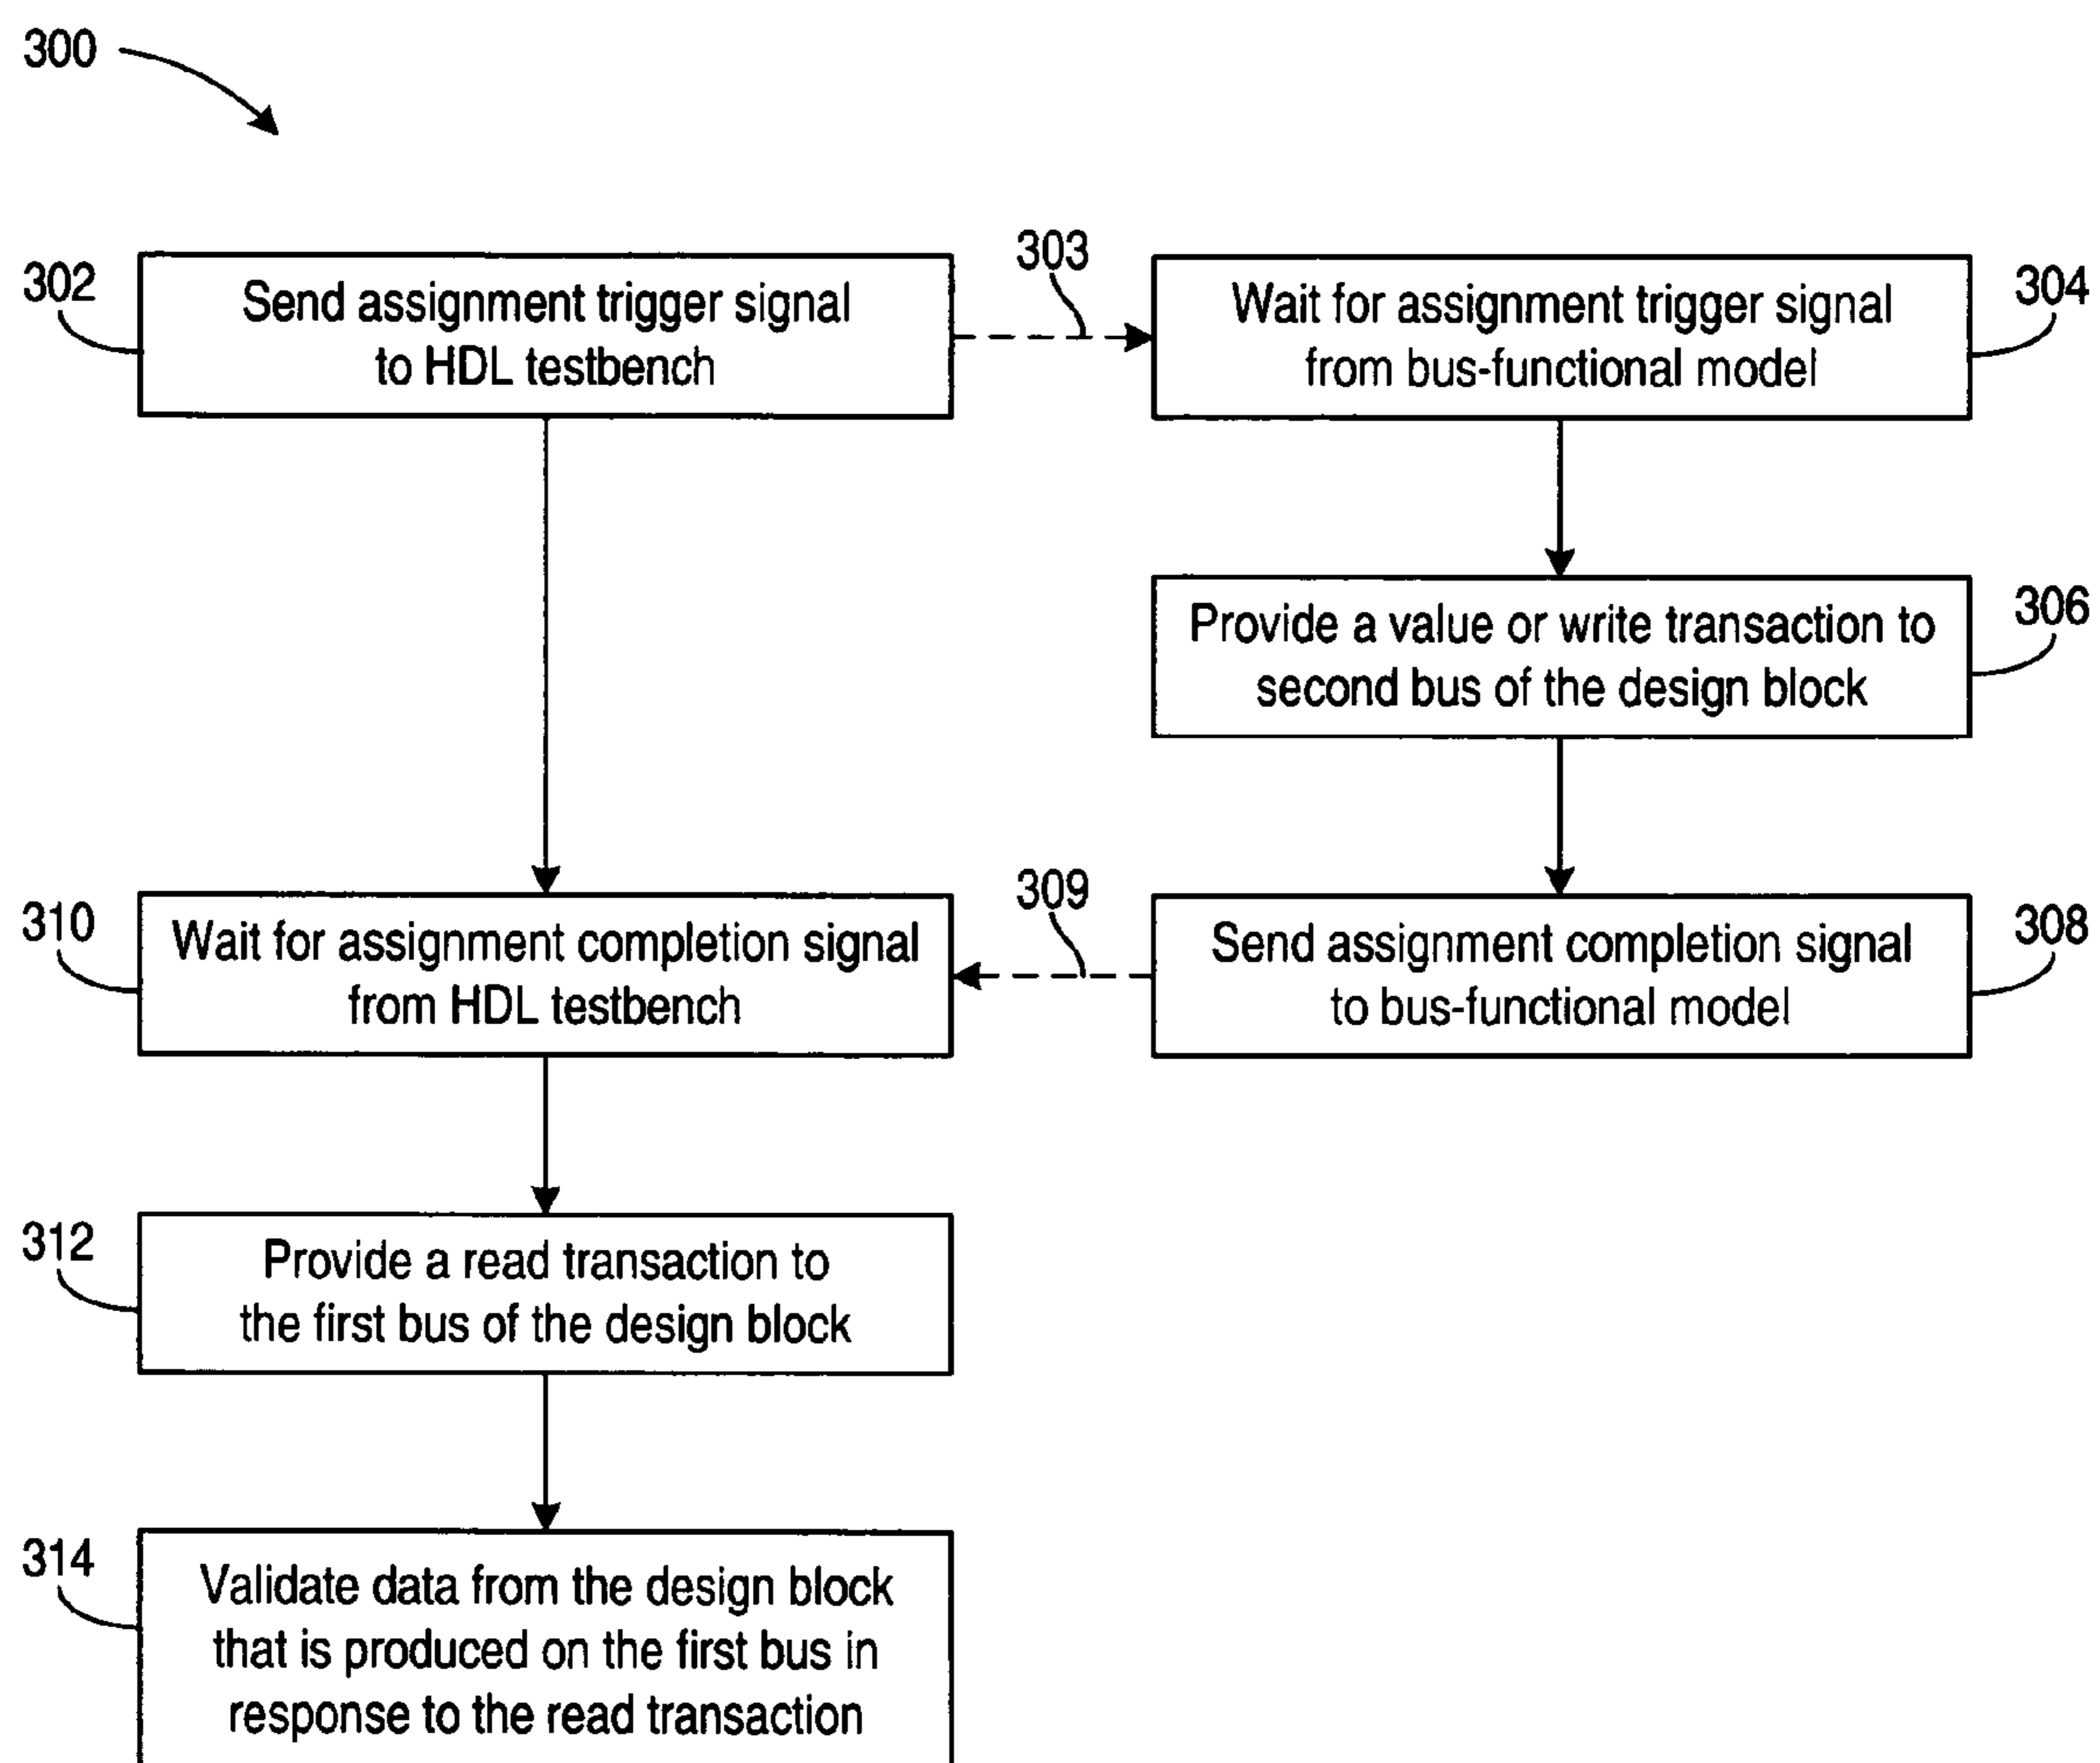 300
302
Send assignment trigger signal
to HDL testbench
303
Wait for assignment trigger signal
from bus-functional model
304
Provide a value or write transaction to
second bus of the design block
306
310
Wait for assignment completion signal
from HDL testbench
309
Send assignment completion signal
to bus-functional model
308
312
Provide a read transaction to
the first bus of the design block
314
Validate data from the design block
that is produced on the first bus in
response to the read transaction